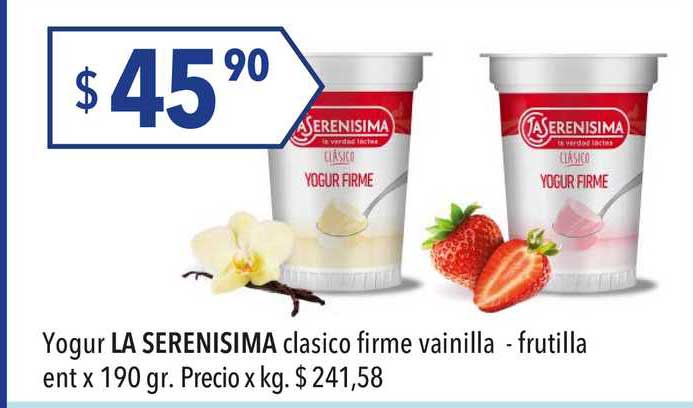 $ 45 90
LA SERENISIMA
la verdad láctea
CLÁSICO
YOGUR FIRME
LA SERENISIMA
la verdad láctea
CLÁSICO
YOGUR FIRME
Yogur LA SERENISIMA clasico firme vainilla - frutilla
ent x 190 gr. Precio x kg. $ 241,58